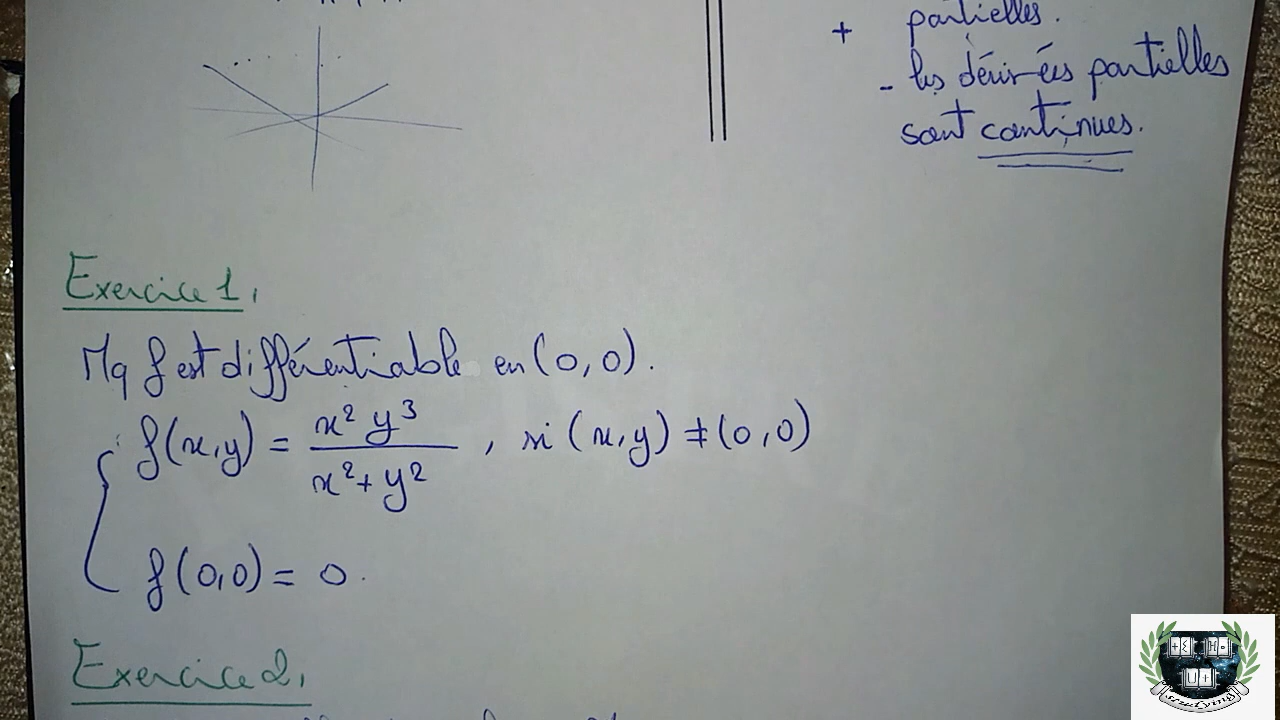 + partielles.
- les dérivées partielles
sont continues.
Exercice 1,
Mq f est différentiable en (0,0).
f(x,y) = x² y³ / x² + y² , si (x,y) ≠ (0,0)
f(0,0) = 0.
Exercice 2,